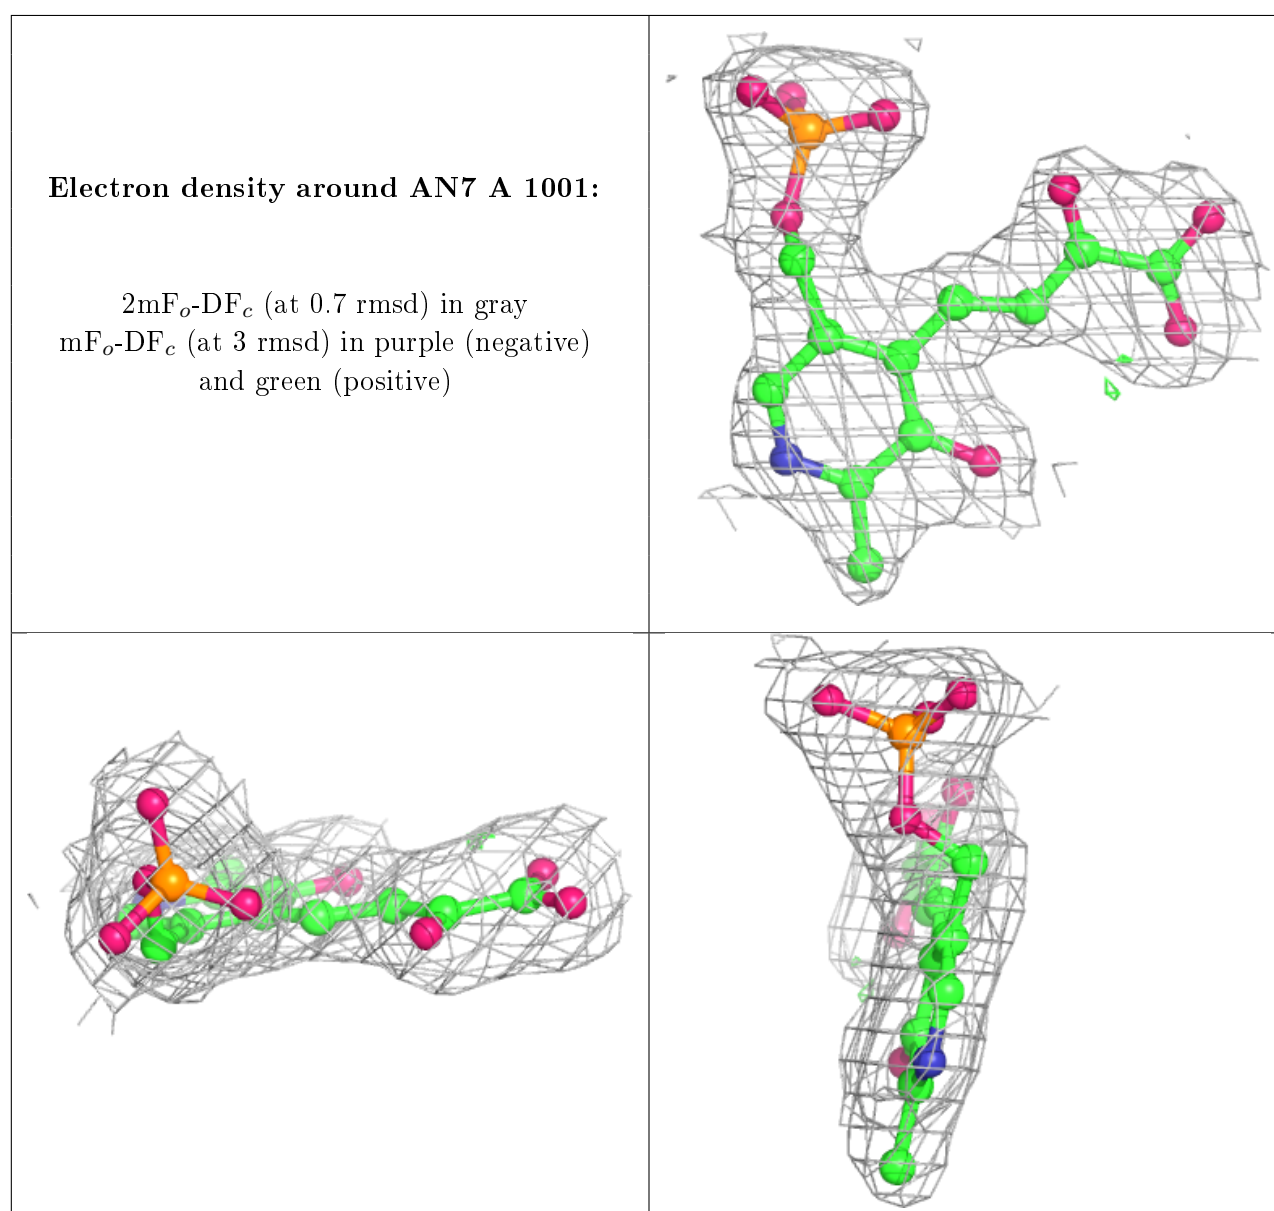 Electron density around AN7 A 1001:
2mFo-DFc (at 0.7 rmsd) in gray
mFo-DFc (at 3 rmsd) in purple (negative)
and green (positive)